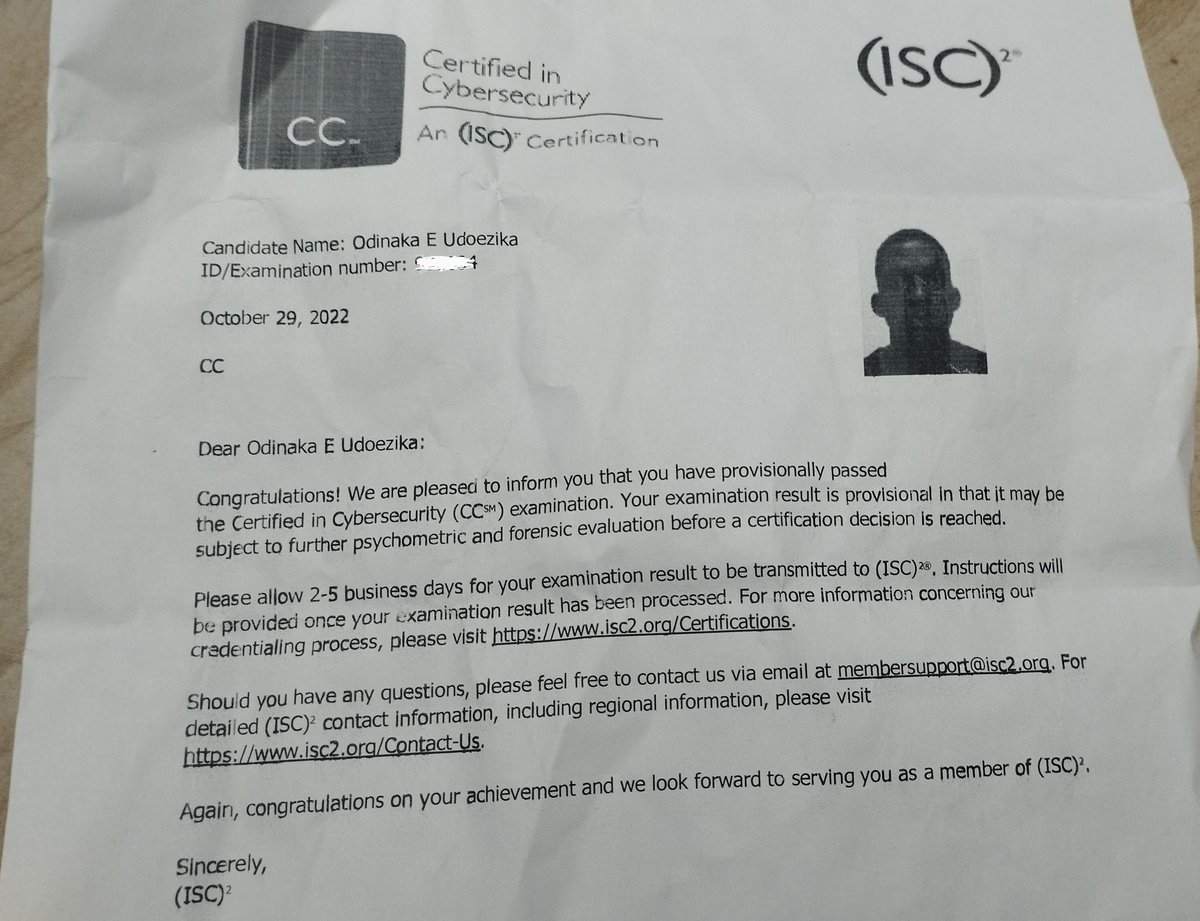 Certified in
Cybersecurity
An (ISC)² Certification
CC
(ISC)²®
Candidate Name: Odinaka E Udoezika
ID/Examination number:
October 29, 2022
CC
Dear Odinaka E Udoezika:
Congratulations! We are pleased to inform you that you have provisionally passed
the Certified in Cybersecurity (CC℠) examination. Your examination result is provisional in that it may be
subject to further psychometric and forensic evaluation before a certification decision is reached.
Please allow 2-5 business days for your examination result to be transmitted to (ISC)²®. Instructions will
be provided once your examination result has been processed. For more information concerning our
credentialing process, please visit https://www.isc2.org/Certifications.
Should you have any questions, please feel free to contact us via email at membersupport@isc2.org. For
detailed (ISC)² contact information, including regional information, please visit
https://www.isc2.org/Contact-Us.
Again, congratulations on your achievement and we look forward to serving you as a member of (ISC)².
Sincerely,
(ISC)²